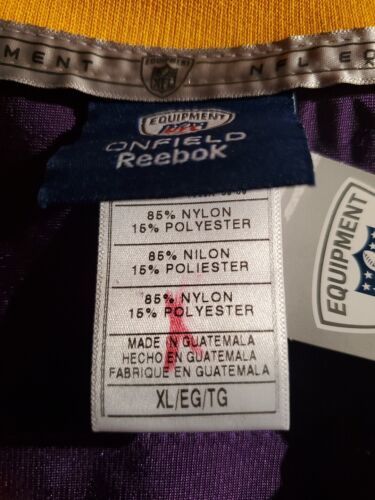 MENT
NFL EQ
EQUIPMENT
NFL
ONFIELD
Reebok
85% NYLON
15% POLYESTER
85% NILON
15% POLIESTER
85% NYLON
15% POLYESTER
MADE IN GUATEMALA
HECHO EN GUATEMALA
FABRIQUE EN GUATEMALA
XL/EG/TG
EQUIPMENT